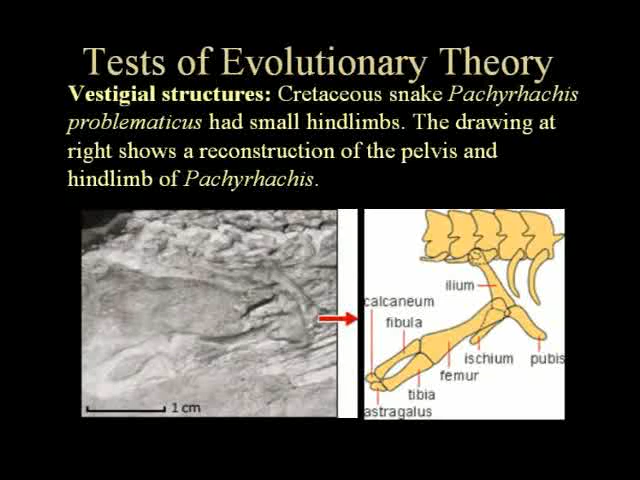 Tests of Evolutionary Theory
Vestigial structures: Cretaceous snake Pachyrhachis
problematicus had small hindlimbs. The drawing at
right shows a reconstruction of the pelvis and
hindlimb of Pachyrhachis.
1 cm
ilium
calcaneum
fibula
ischium
pubis
femur
tibia
astragalus